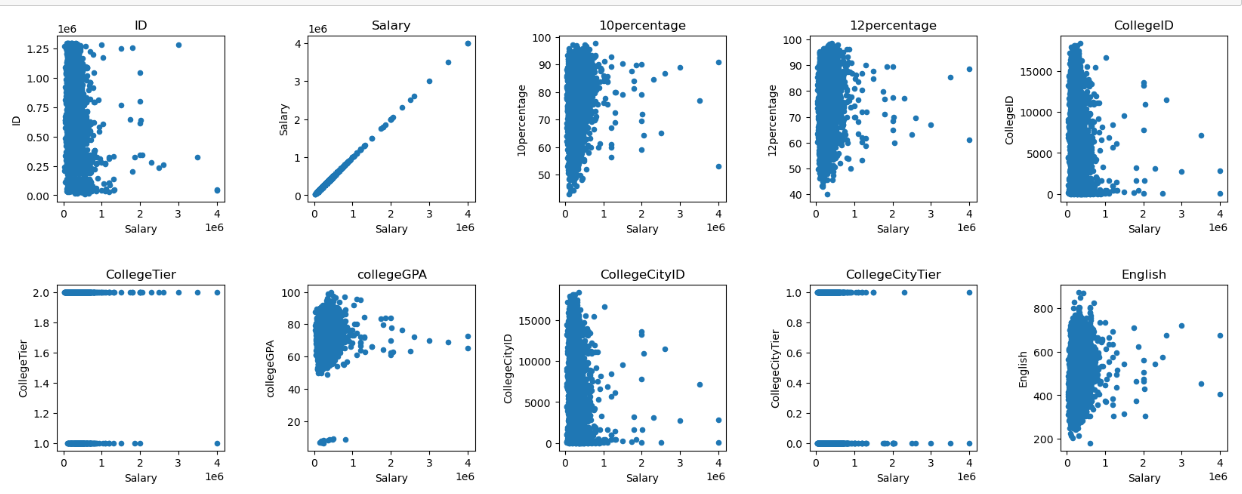 ID
1e6
1.25
1.00
0.75
0.50
0.25
0.00
ID
0 1 2 3 4
1e6
Salary
Salary
1e6
4
3
2
1
0
Salary
0 1 2 3 4
1e6
Salary
10percentage
100
90
80
70
60
50
10percentage
0 1 2 3 4
1e6
Salary
12percentage
100
90
80
70
60
50
40
12percentage
0 1 2 3 4
1e6
Salary
CollegeID
15000
10000
5000
0
CollegeID
0 1 2 3 4
1e6
Salary
CollegeTier
2.0
1.8
1.6
1.4
1.2
1.0
CollegeTier
0 1 2 3 4
1e6
Salary
collegeGPA
100
80
60
40
20
collegeGPA
0 1 2 3 4
1e6
Salary
CollegeCityID
15000
10000
5000
0
CollegeCityID
0 1 2 3 4
1e6
Salary
CollegeCityTier
1.0
0.8
0.6
0.4
0.2
0.0
CollegeCityTier
0 1 2 3 4
1e6
Salary
English
800
600
400
200
English
0 1 2 3 4
1e6
Salary